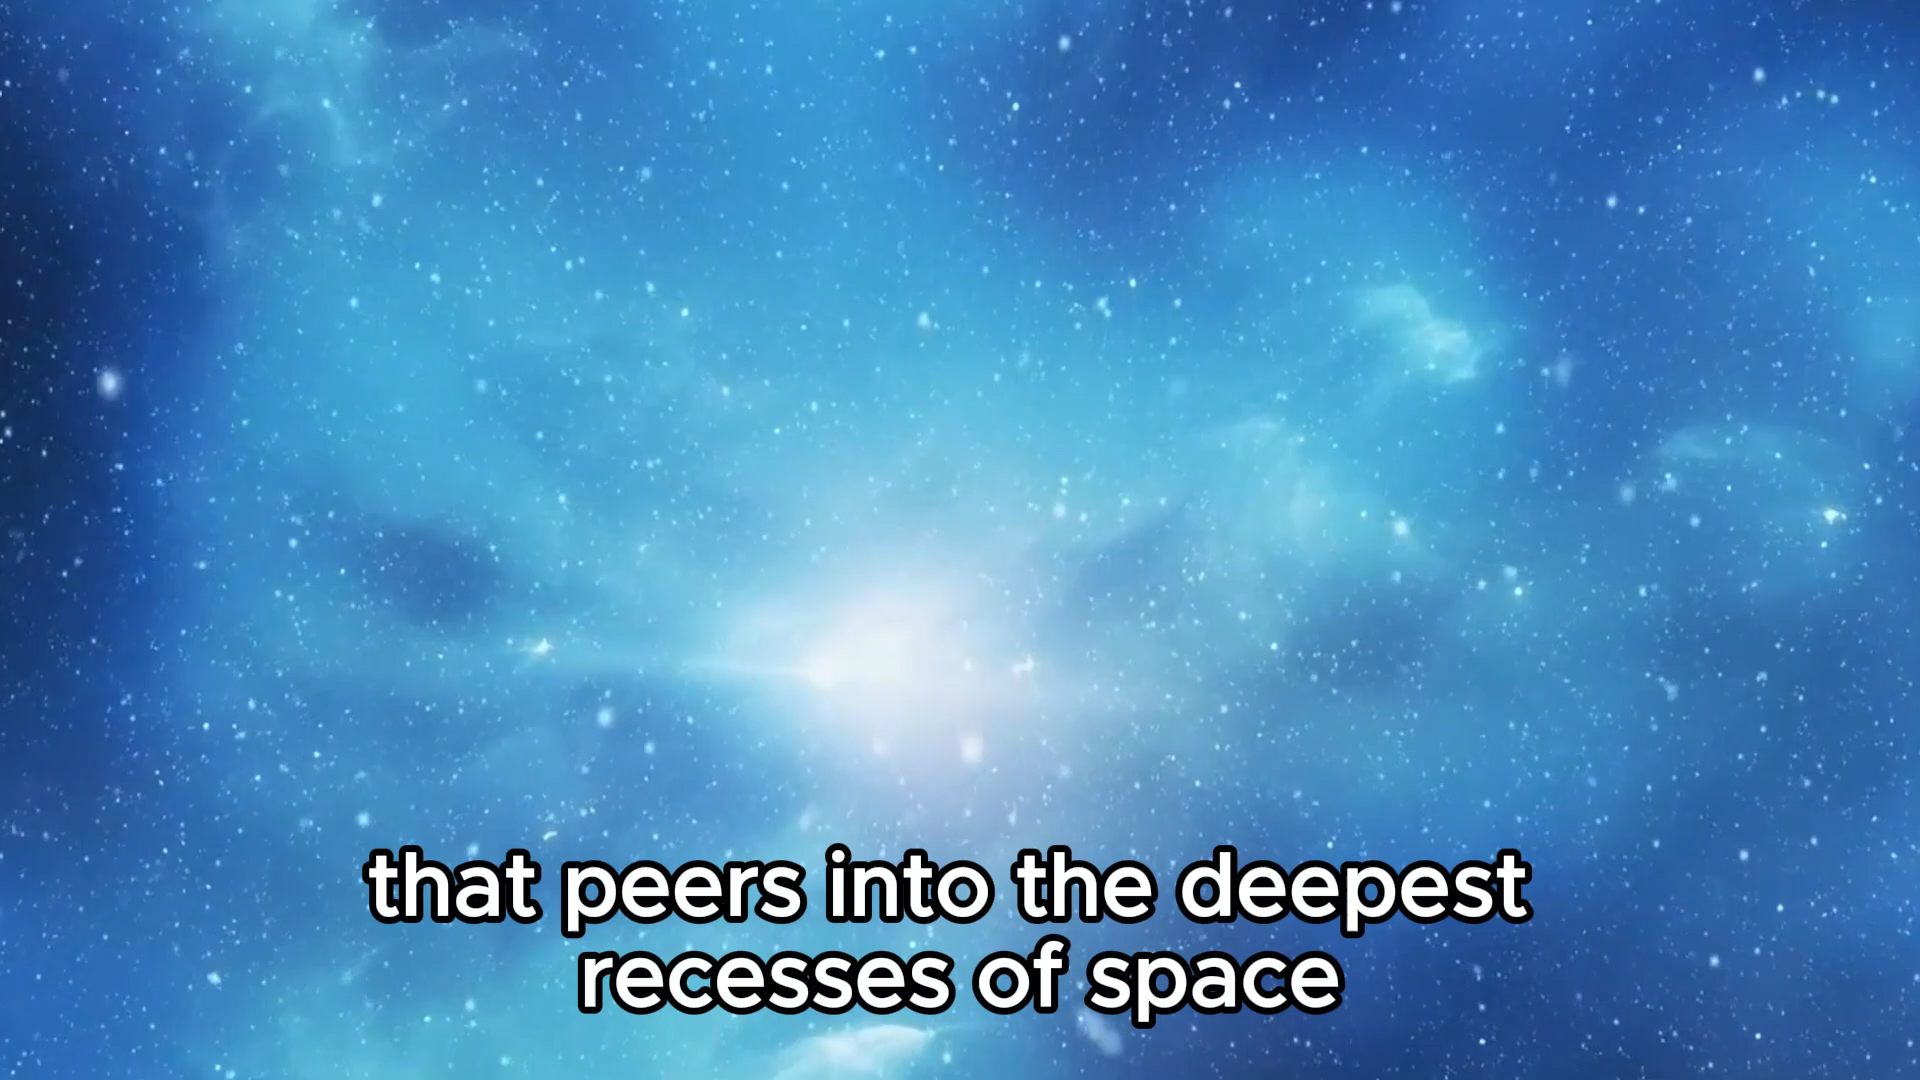 that peers into the deepest
recesses of space